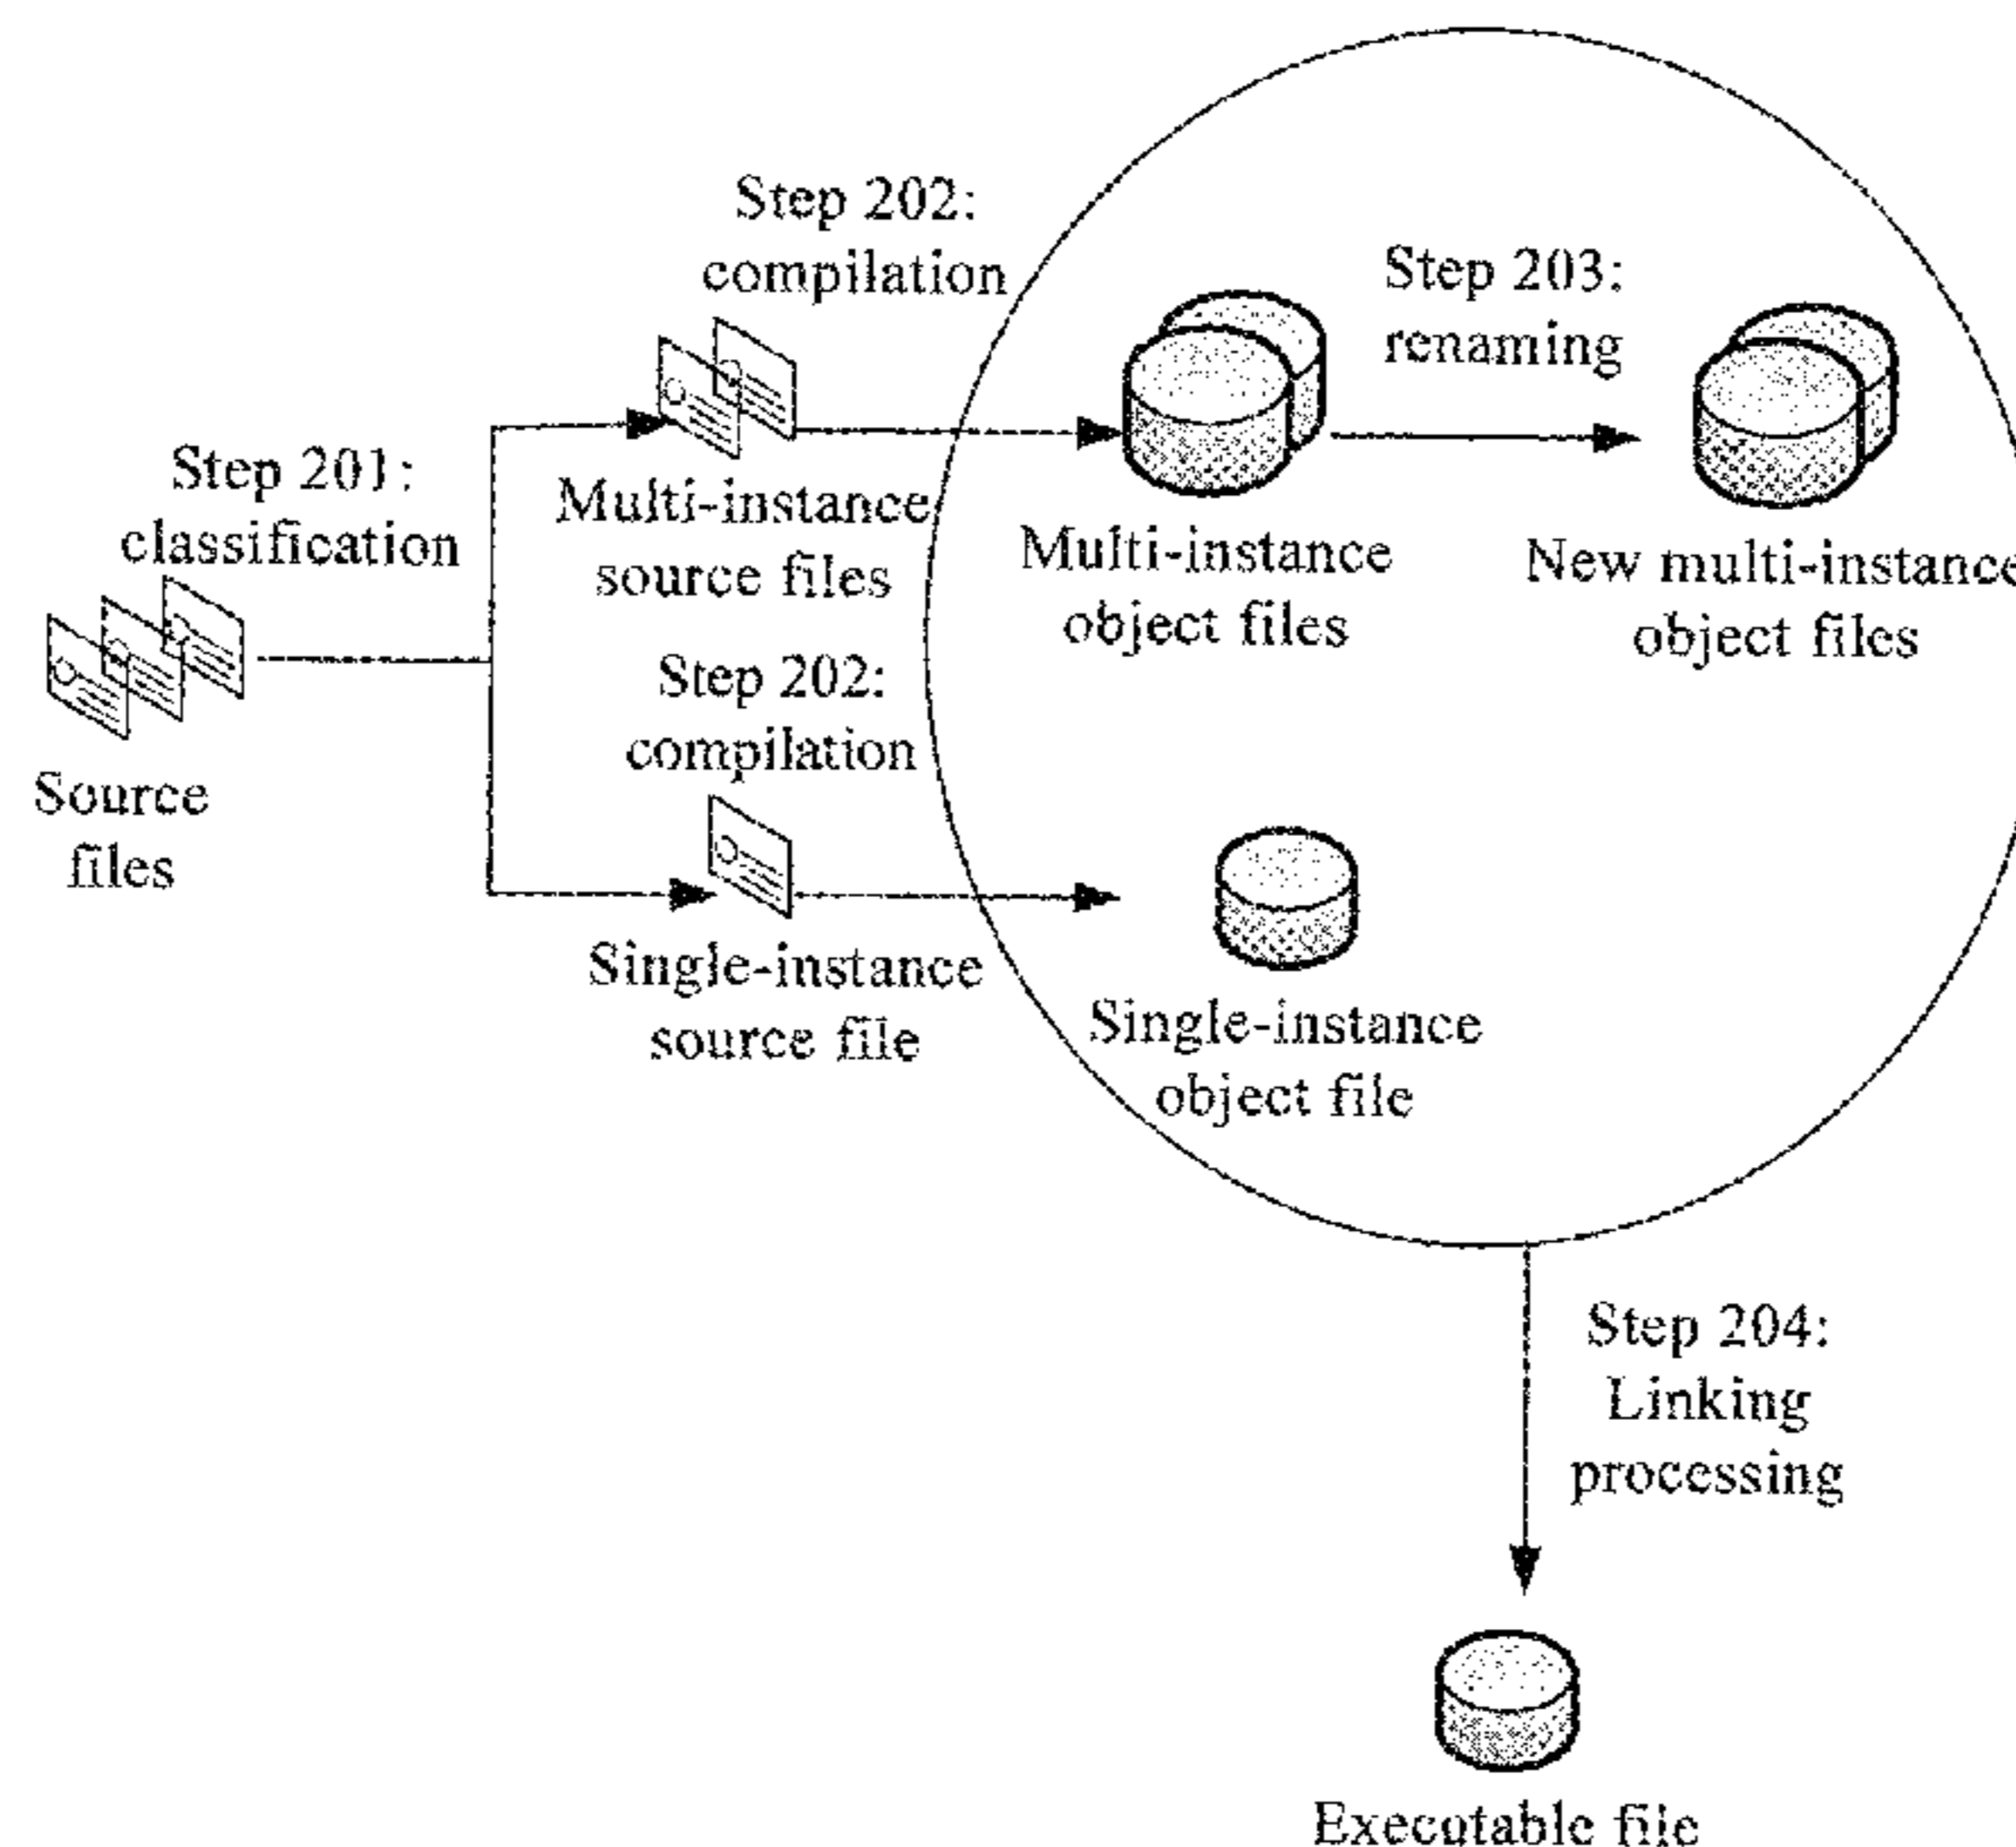 Step 201:
classification
Source
files
Step 202:
compilation
Multi-instance
source files
Step 202:
compilation
Single-instance
source file
Multi-instance
object files
Step 203:
renaming
New multi-instance
object files
Single-instance
object file
Step 204:
Linking
processing
Executable file